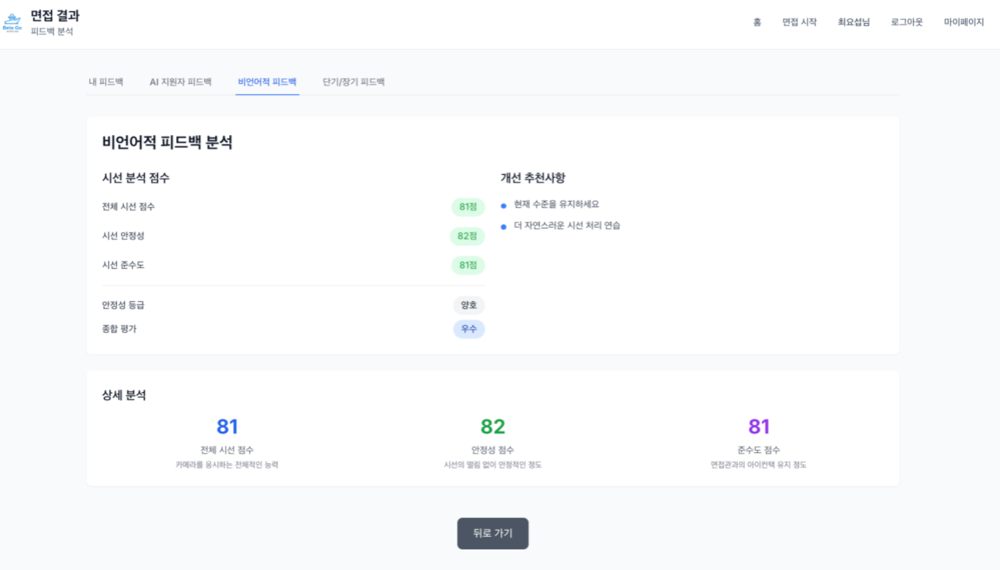 Beta Go
면접 결과
피드백 분석
홈 면접 시작 최요섭님 로그아웃 마이페이지
내 피드백 AI 지원자 피드백 비언어적 피드백 단기/장기 피드백
비언어적 피드백 분석
시선 분석 점수
전체 시선 점수 81점
시선 안정성 82점
시선 준수도 81점
안정성 등급 양호
종합 평가 우수
개선 추천사항
현재 수준을 유지하세요
더 자연스러운 시선 처리 연습
상세 분석
81
전체 시선 점수
카메라를 응시하는 전체적인 능력
82
안정성 점수
시선의 떨림 없이 안정적인 정도
81
준수도 점수
면접관과의 아이컨택 유지 정도
뒤로 가기